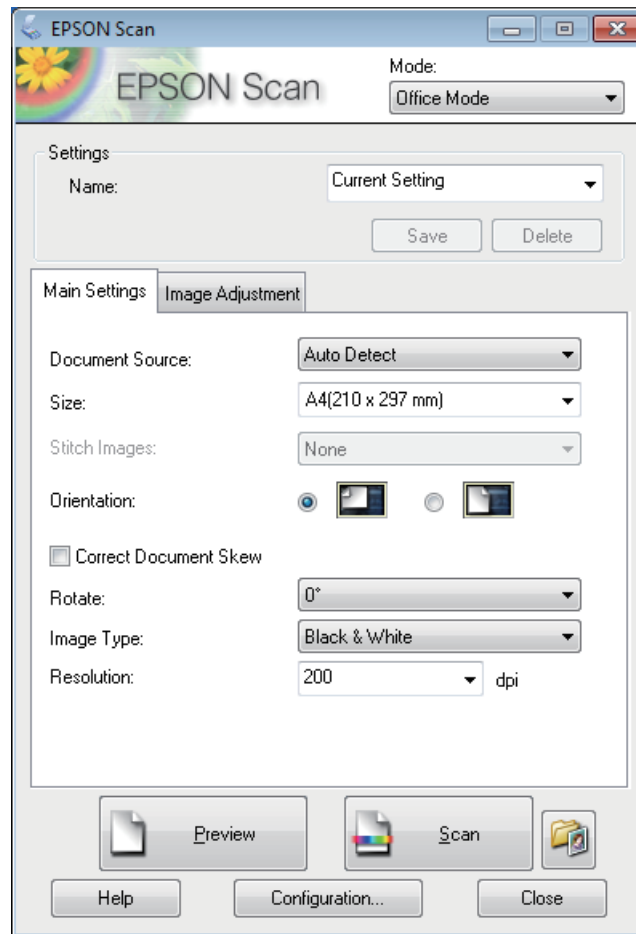 EPSON Scan
EPSON Scan
Mode:
Office Mode
Settings
Name: Current Setting
Save Delete
Main Settings Image Adjustment
Document Source: Auto Detect
Size: A4(210 x 297 mm)
Stitch Images: None
Orientation:
Correct Document Skew
Rotate: 0°
Image Type: Black & White
Resolution: 200 dpi
Preview Scan
Help Configuration... Close